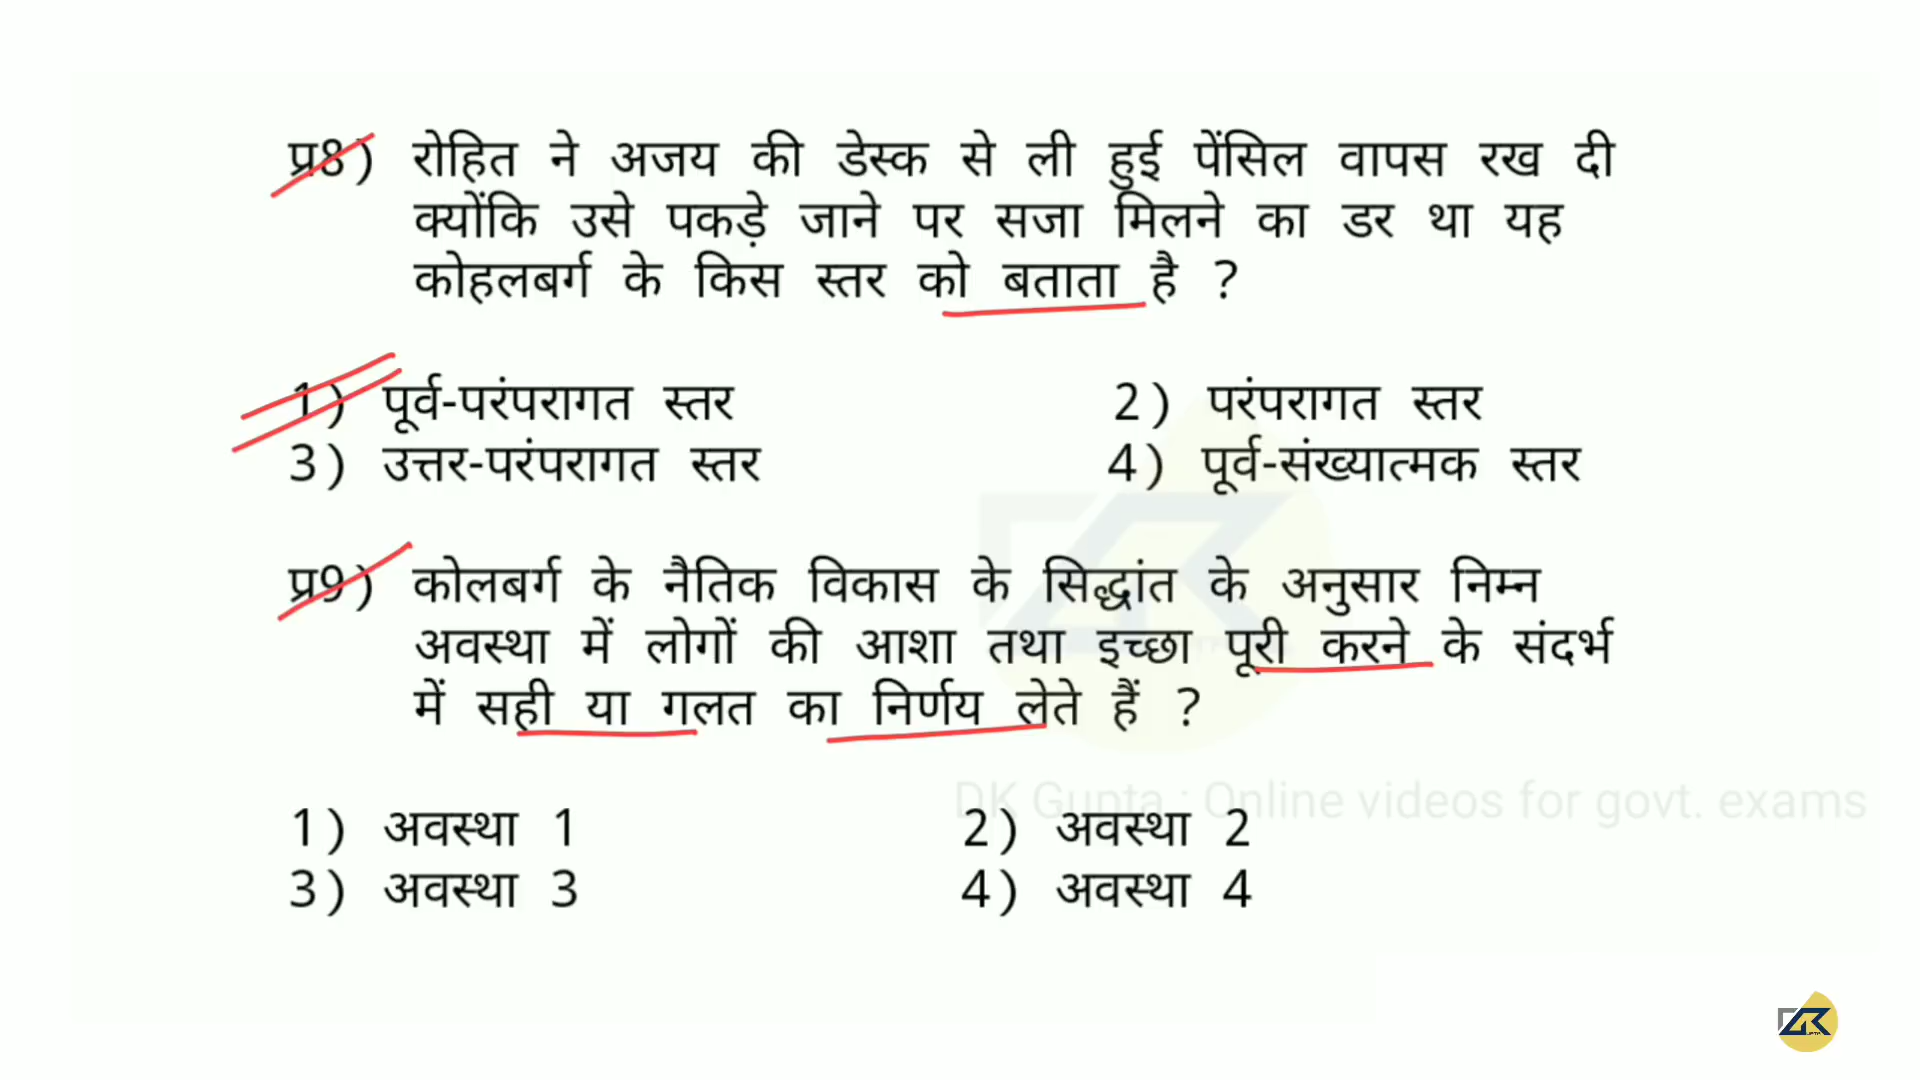 प्र8) रोहित ने अजय की डेस्क से ली हुई पेंसिल वापस रख दी
क्योंकि उसे पकड़े जाने पर सजा मिलने का डर था यह
कोहलबर्ग के किस स्तर को बताता है ?
1) पूर्व-परंपरागत स्तर 2) परंपरागत स्तर
3) उत्तर-परंपरागत स्तर 4) पूर्व-संख्यात्मक स्तर
प्र9) कोलबर्ग के नैतिक विकास के सिद्धांत के अनुसार निम्न
अवस्था में लोगों की आशा तथा इच्छा पूरी करने के संदर्भ
में सही या गलत का निर्णय लेते हैं ?
DK Gupta : Online videos for govt. exams
1) अवस्था 1 2) अवस्था 2
3) अवस्था 3 4) अवस्था 4